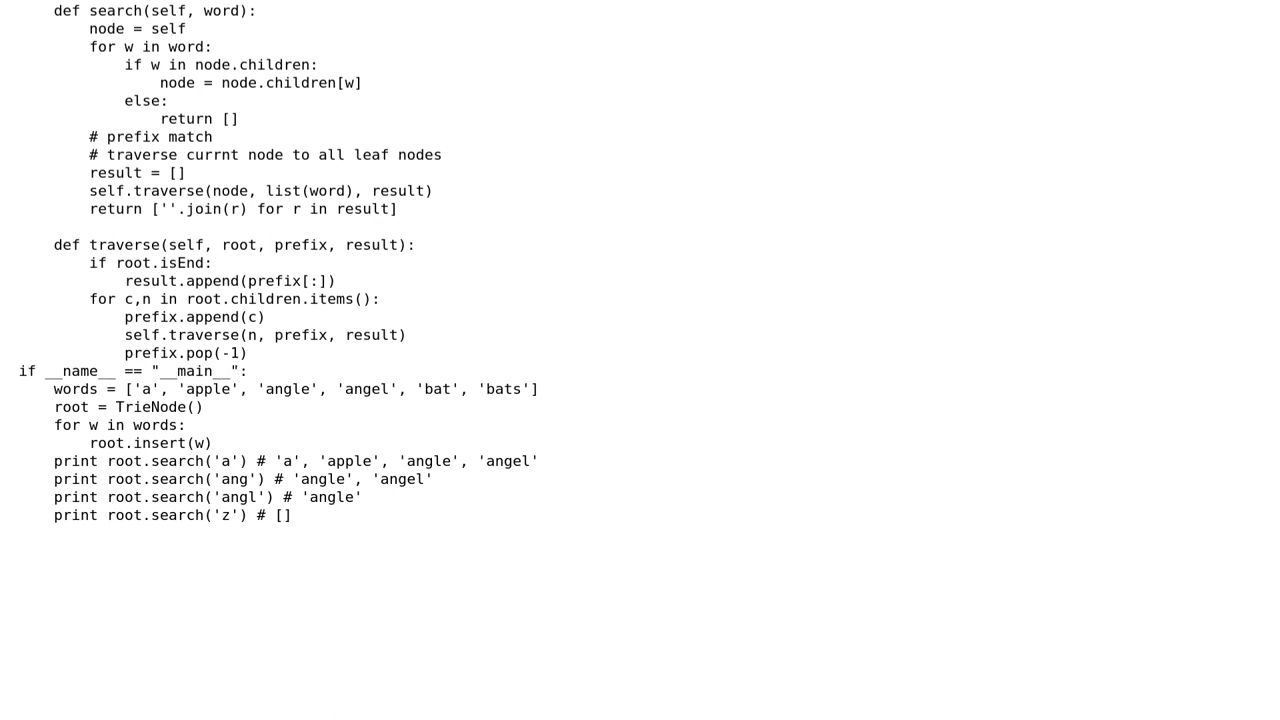 def search(self, word):
        node = self
        for w in word:
            if w in node.children:
                node = node.children[w]
            else:
                return []
        # prefix match
        # traverse currnt node to all leaf nodes
        result = []
        self.traverse(node, list(word), result)
        return [''.join(r) for r in result]

    def traverse(self, root, prefix, result):
        if root.isEnd:
            result.append(prefix[:])
        for c,n in root.children.items():
            prefix.append(c)
            self.traverse(n, prefix, result)
            prefix.pop(-1)
if __name__ == "__main__":
    words = ['a', 'apple', 'angle', 'angel', 'bat', 'bats']
    root = TrieNode()
    for w in words:
        root.insert(w)
    print root.search('a') # 'a', 'apple', 'angle', 'angel'
    print root.search('ang') # 'angle', 'angel'
    print root.search('angl') # 'angle'
    print root.search('z') # []